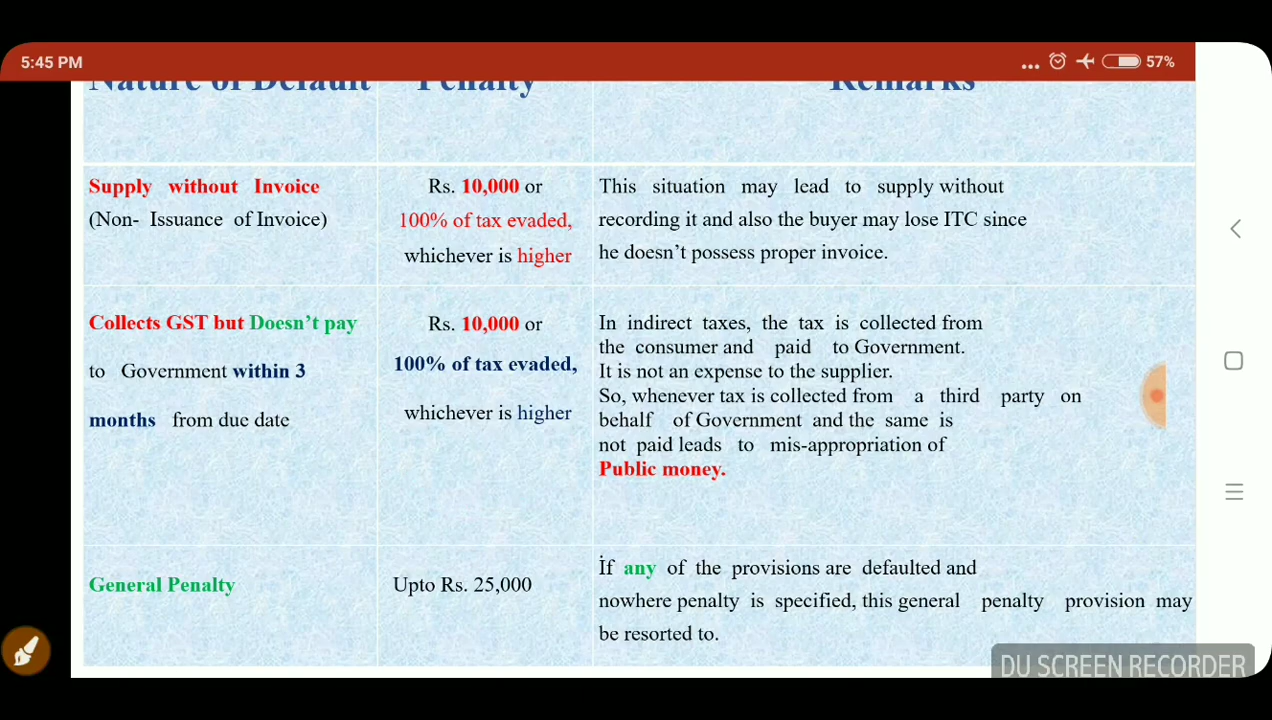 5:45 PM
57%
Nature of Default Penalty Remarks
Supply without Invoice
(Non- Issuance of Invoice)
Rs. 10,000 or
100% of tax evaded,
whichever is higher
This situation may lead to supply without
recording it and also the buyer may lose ITC since
he doesn't possess proper invoice.
Collects GST but Doesn't pay
to Government within 3
months from due date
Rs. 10,000 or
100% of tax evaded,
whichever is higher
In indirect taxes, the tax is collected from
the consumer and paid to Government.
It is not an expense to the supplier.
So, whenever tax is collected from a third party on
behalf of Government and the same is
not paid leads to mis-appropriation of
Public money.
General Penalty
Upto Rs. 25,000
If any of the provisions are defaulted and
nowhere penalty is specified, this general penalty provision may
be resorted to.
DU SCREEN RECORDER